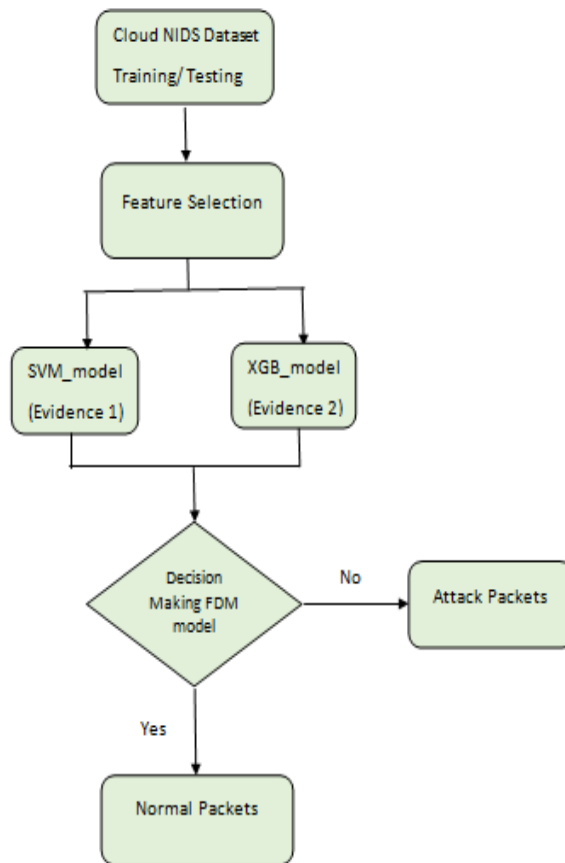 Cloud NIDS Dataset
Training/ Testing
Feature Selection
SVM_model
(Evidence 1)
XGB_model
(Evidence 2)
Decision
Making FDM
model
No
Attack Packets
Yes
Normal Packets